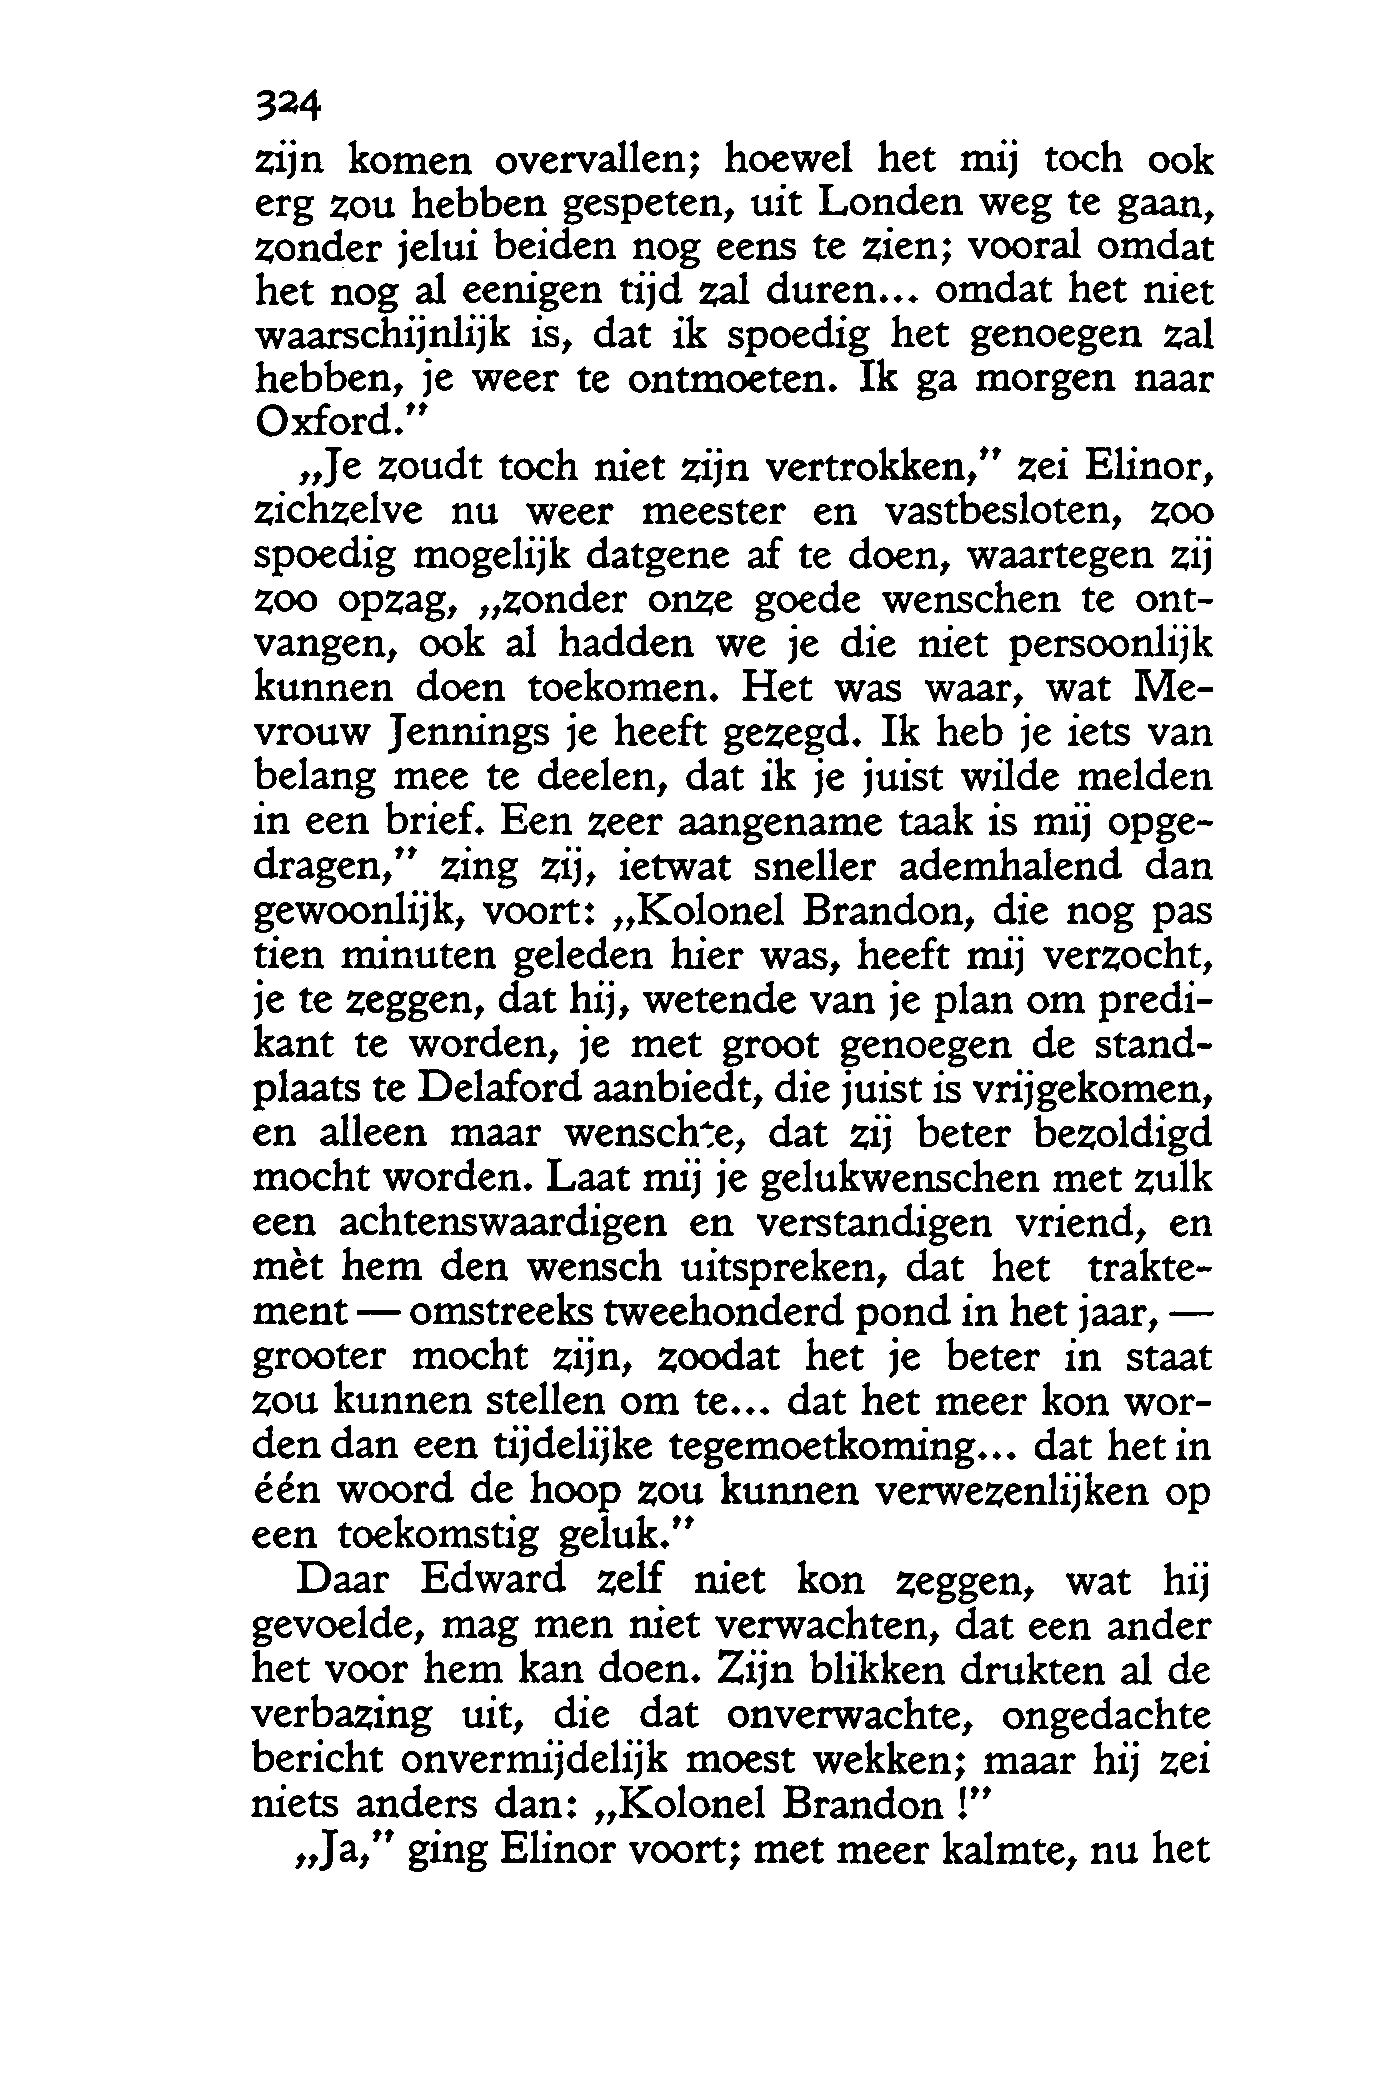 324
zijn komen overvallen; hoewel het mij toch ook
erg zou hebben gespeten, uit Londen weg te gaan,
zonder jelui beiden nog eens te zien; vooral omdat
het nog al eenigen tijd zal duren... omdat het niet
waarschijnlijk is, dat ik spoedig het genoegen zal
hebben, je weer te ontmoeten. Ik ga morgen naar
Oxford.”
„Je zoudt toch niet zijn vertrokken,” zei Elinor,
zichzelve nu weer meester en vastbesloten, zoo
spoedig mogelijk datgene af te doen, waartegen zij
zoo opzag, „zonder onze goede wenschen te ont-
vangen, ook al hadden we je die niet persoonlijk
kunnen doen toekomen. Het was waar, wat Me-
vrouw Jennings je heeft gezegd. Ik heb je iets van
belang mee te deelen, dat ik je juist wilde melden
in een brief. Een zeer aangename taak is mij opge-
dragen,” zing zij, ietwat sneller ademhalend dan
gewoonlijk, voort: „Kolonel Brandon, die nog pas
tien minuten geleden hier was, heeft mij verzocht,
je te zeggen, dat hij, wetende van je plan om predi-
kant te worden, je met groot genoegen de stand-
plaats te Delaford aanbiedt, die juist is vrijgekomen,
en alleen maar wenschte, dat zij beter bezoldigd
mocht worden. Laat mij je gelukwenschen met zulk
een achtenswaardigen en verstandigen vriend, en
mèt hem den wensch uitspreken, dat het trakte-
ment — omstreeks tweehonderd pond in het jaar, —
grooter mocht zijn, zoodat het je beter in staat
zou kunnen stellen om te... dat het meer kon wor-
den dan een tijdelijke tegemoetkoming... dat het in
één woord de hoop zou kunnen verwezenlijken op
een toekomstig geluk.”
Daar Edward zelf niet kon zeggen, wat hij
gevoelde, mag men niet verwachten, dat een ander
het voor hem kan doen. Zijn blikken drukten al de
verbazing uit, die dat onverwachte, ongedachte
bericht onvermijdelijk moest wekken; maar hij zei
niets anders dan: „Kolonel Brandon !”
„Ja,” ging Elinor voort; met meer kalmte, nu het